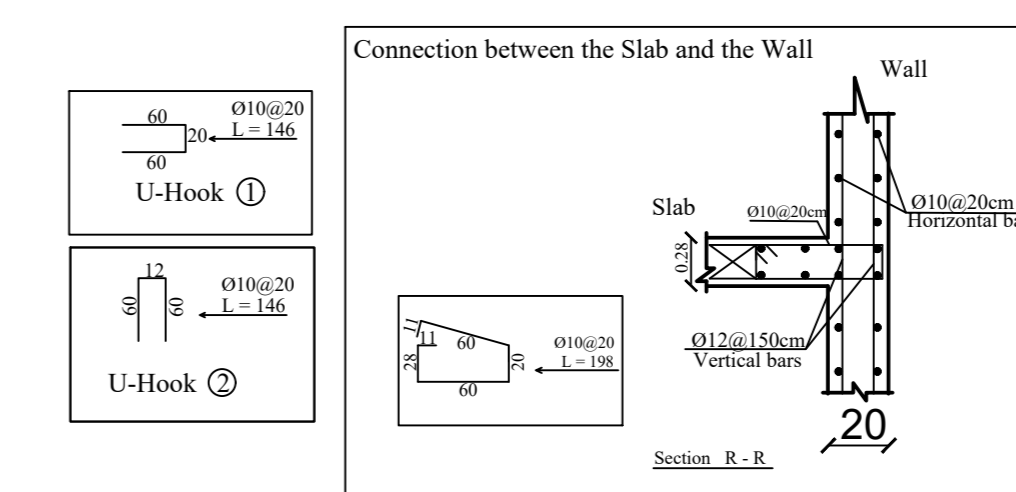 Connection between the Slab and the Wall
60
20
60
Ø10@20
L = 146
U-Hook 1
12
60
60
Ø10@20
L = 146
U-Hook 2
11
11
60
28
20
60
Ø10@20
L = 198
Wall
Slab
Ø10@20cm
0.28
Ø10@20cm
Horizontal
Ø12@150cm
Vertical bars
20
Section R - R